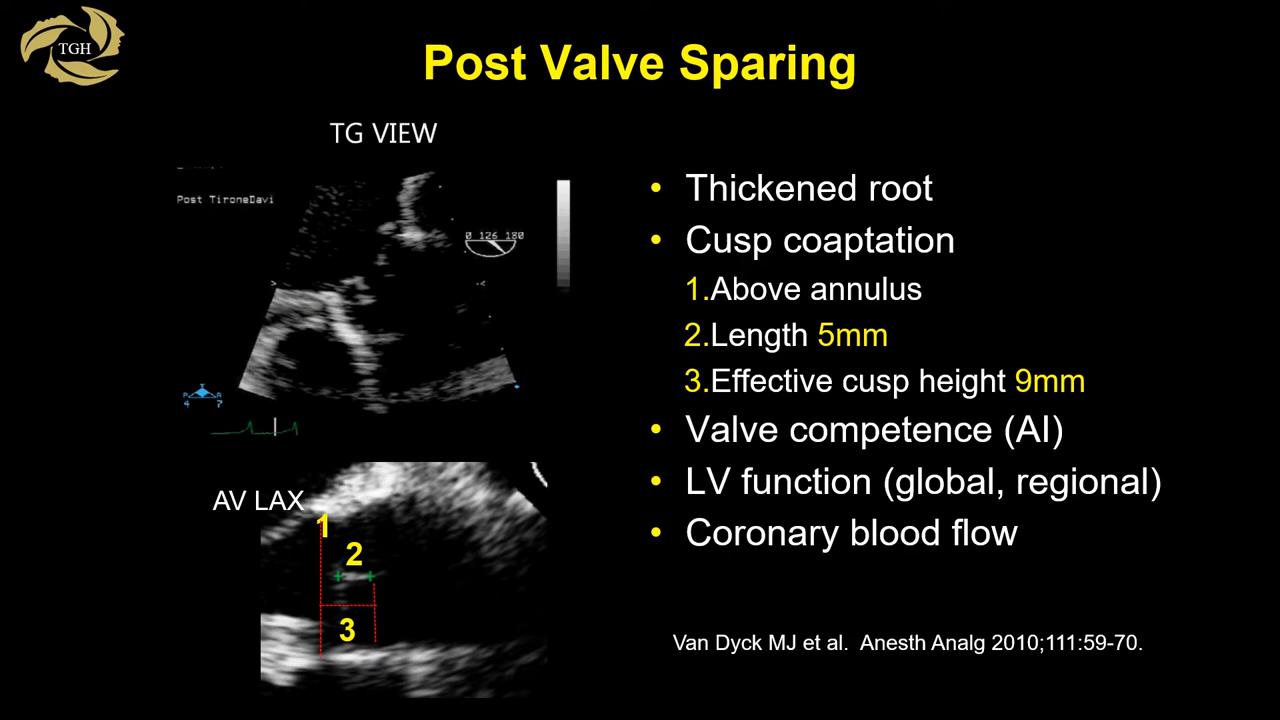 TGH
Post Valve Sparing
TG VIEW
Post TironeDavi
0 126 180
P R
4 7
AV LAX
1
2
3
• Thickened root
• Cusp coaptation
1.Above annulus
2.Length 5mm
3.Effective cusp height 9mm
• Valve competence (AI)
• LV function (global, regional)
• Coronary blood flow
Van Dyck MJ et al. Anesth Analg 2010;111:59-70.